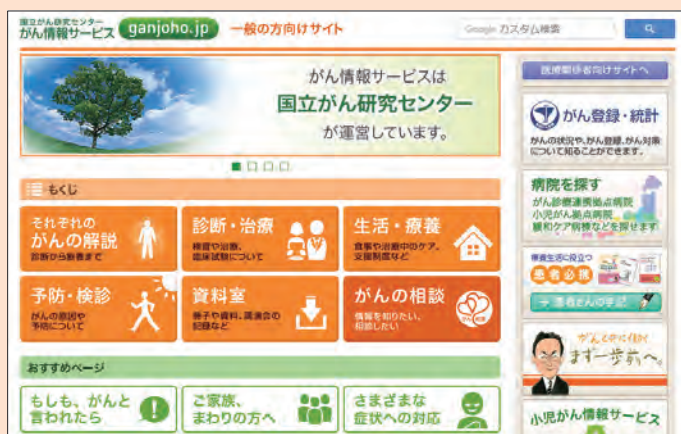 国立がん研究センター
がん情報サービス ganjoho.jp 一般の方向けサイト
Google カスタム検索
がん情報サービスは
国立がん研究センター
が運営しています。
もくじ
それぞれの
がんの解説
診断から療養まで
診断・治療
検査や治療、
臨床試験について
生活・療養
食事や治療中のケア、
支援制度など
予防・検診
がんの原因や
予防について
資料室
冊子や資料、講演会の
記録など
がんの相談
情報を知りたい、
相談したい
おすすめページ
もしも、がんと
言われたら
ご家族、
まわりの方へ
さまざまな
症状への対応
医療関係者向けサイトへ
がん登録・統計
がんの状況や、がん登録、がん対策
について知ることができます。
病院を探す
がん診療連携拠点病院
小児がん拠点病院
緩和ケア病棟などを探せます
療養生活に役立つ
患者必携
患者さんの手記
まず一歩前へ。
小児がん情報サービス